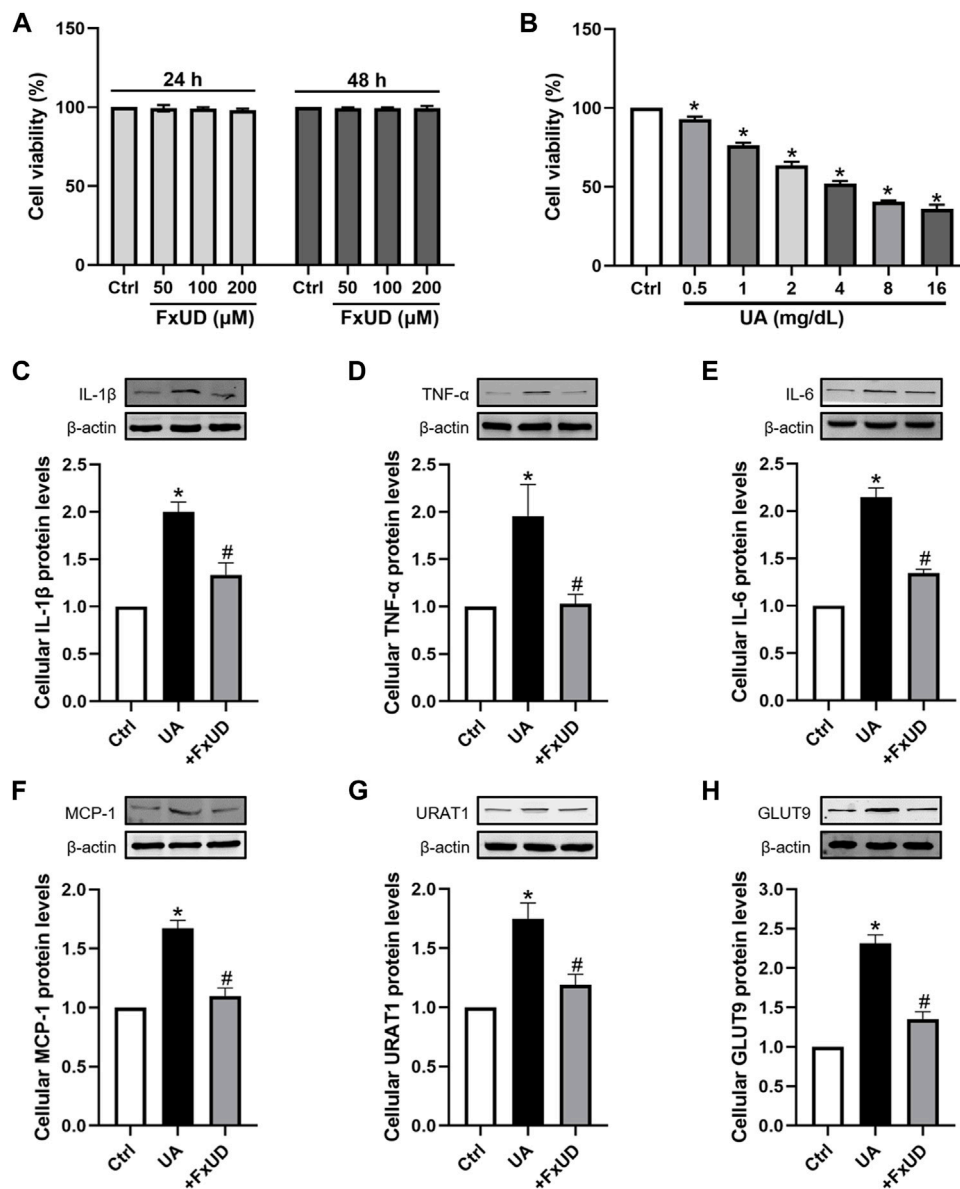 A
Cell viability (%)
150
100
50
0
24 h
48 h
Ctrl 50 100 200 Ctrl 50 100 200
FxUD (µM) FxUD (µM)
B
Cell viability (%)
150
100
50
0
* * * * * *
Ctrl 0.5 1 2 4 8 16
UA (mg/dL)
C
IL-1β
β-actin
Cellular IL-1β protein levels
2.5
2.0
1.5
1.0
0.5
0.0
*
#
Ctrl UA +FxUD
D
TNF-α
β-actin
Cellular TNF-α protein levels
2.5
2.0
1.5
1.0
0.5
0.0
*
#
Ctrl UA +FxUD
E
IL-6
β-actin
Cellular IL-6 protein levels
2.5
2.0
1.5
1.0
0.5
0.0
*
#
Ctrl UA +FxUD
F
MCP-1
β-actin
Cellular MCP-1 protein levels
2.0
1.5
1.0
0.5
0.0
*
#
Ctrl UA +FxUD
G
URAT1
β-actin
Cellular URAT1 protein levels
2.0
1.5
1.0
0.5
0.0
*
#
Ctrl UA +FxUD
H
GLUT9
β-actin
Cellular GLUT9 protein levels
3.0
2.5
2.0
1.5
1.0
0.5
0.0
*
#
Ctrl UA +FxUD